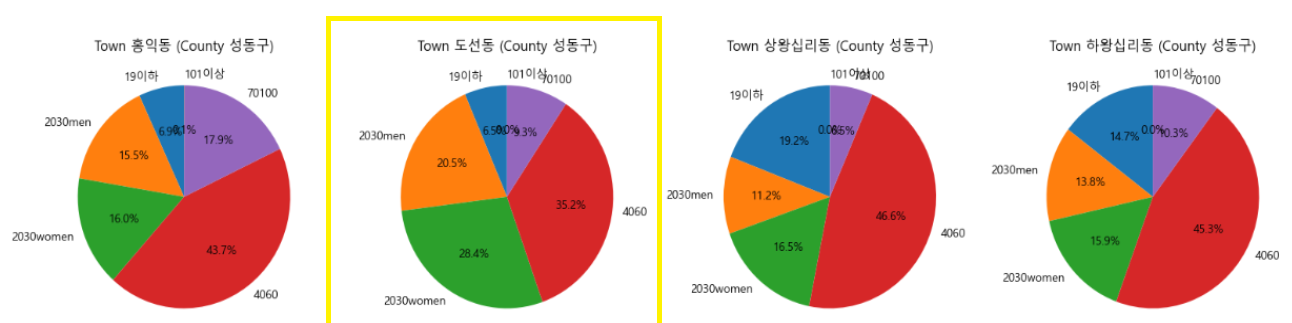 Town 홍익동 (County 성동구)
19이하
101이상
70100
2030men
6.9%
0.1%
17.9%
15.5%
16.0%
2030women
43.7%
4060
Town 도선동 (County 성동구)
19이하
101이상
70100
2030men
6.5%
0.0%
9.3%
20.5%
35.2%
4060
28.4%
2030women
Town 상왕십리동 (County 성동구)
101이상
70100
19이하
0.0%
6.5%
19.2%
2030men
11.2%
46.6%
16.5%
4060
2030women
Town 하왕십리동 (County 성동구)
101이상
70100
19이하
14.7%
0.0%
10.3%
2030men
13.8%
15.9%
45.3%
4060
2030women